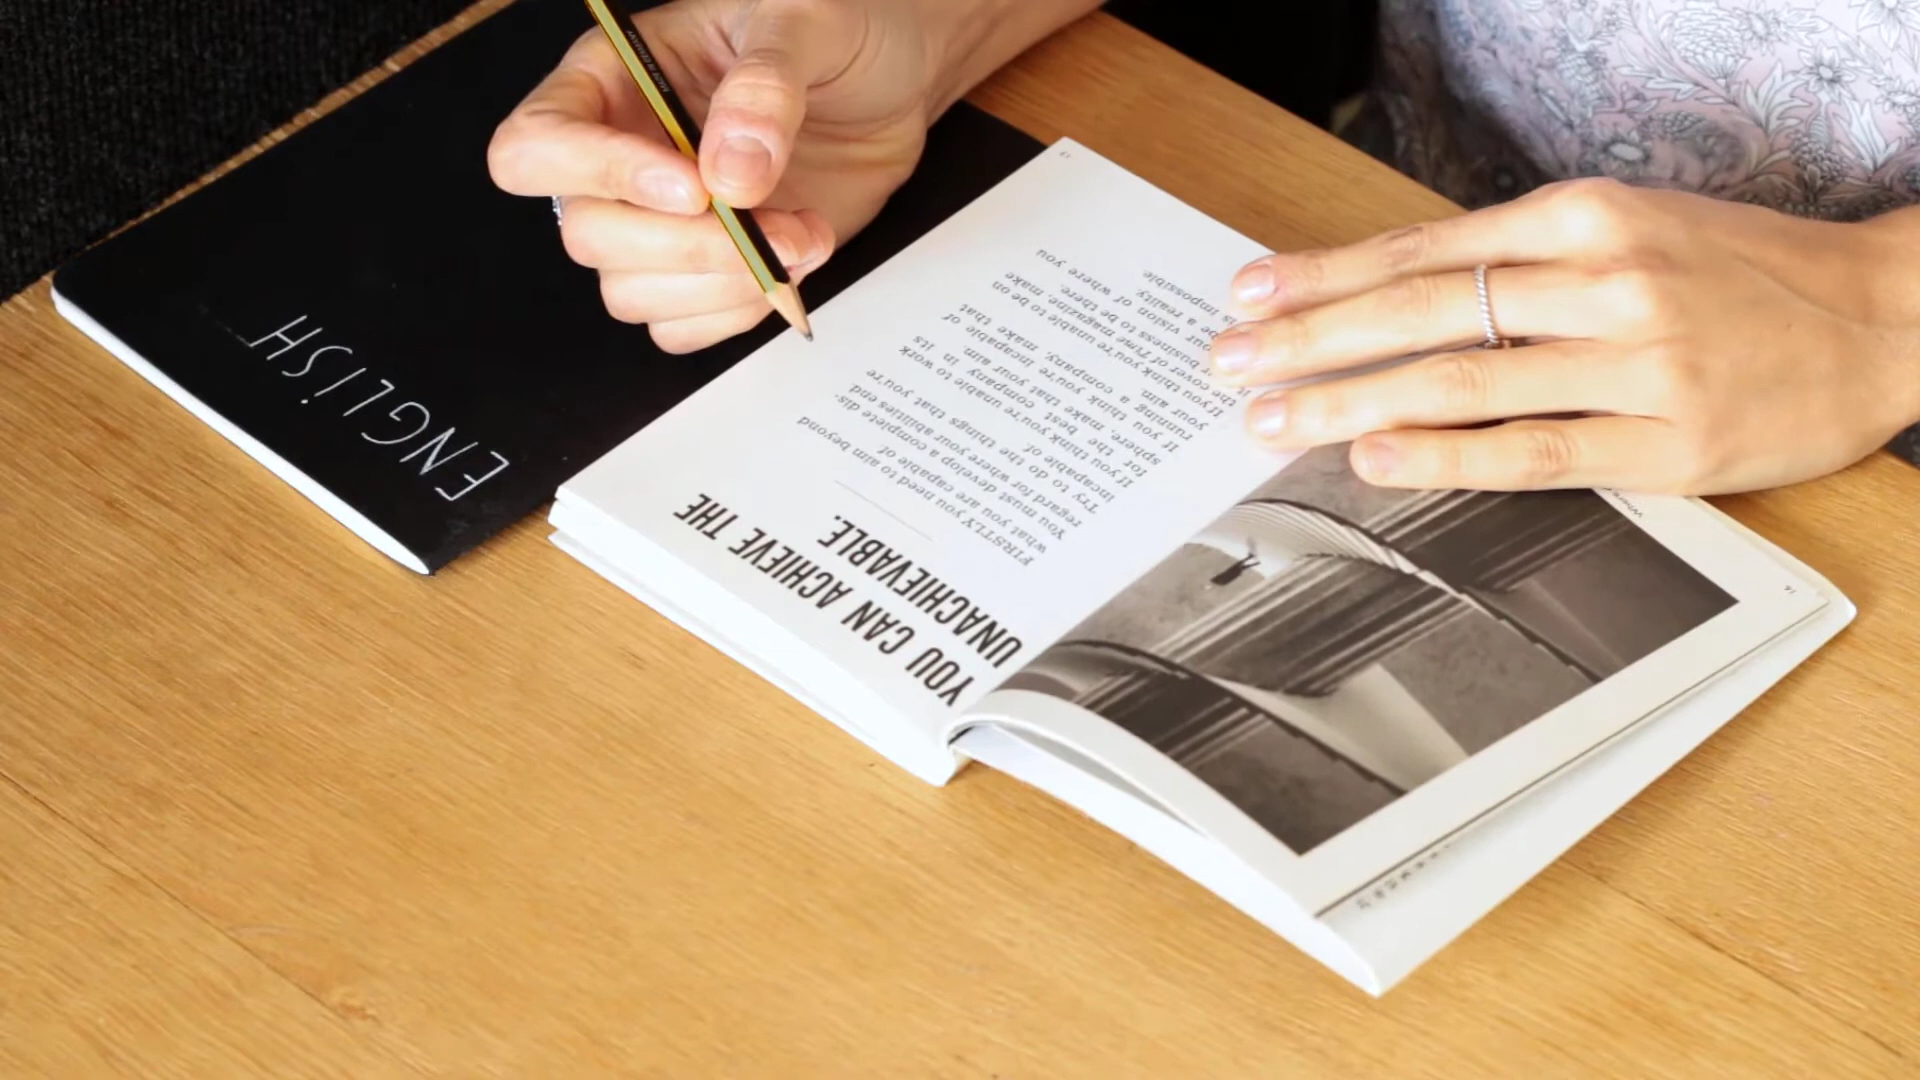 ENGLiSH
MADE IN GERMANY
YOU CAN ACHIEVE THE
UNACHIEVABLE.
FIRSTLY you need to aim beyond
what you are capable of.
You must develop a complete dis-
regard for where your abilities end.
Try to do the things that you're
incapable of.
If you think you're unable to work
for the best company in its
sphere, make that your aim.
If you think you're incapable of
running a company, make that
your aim.
If you think you're unable to be on
the cover of Time magazine, make
it your business to be there.
your vision of where you
be a reality.
is impossible.